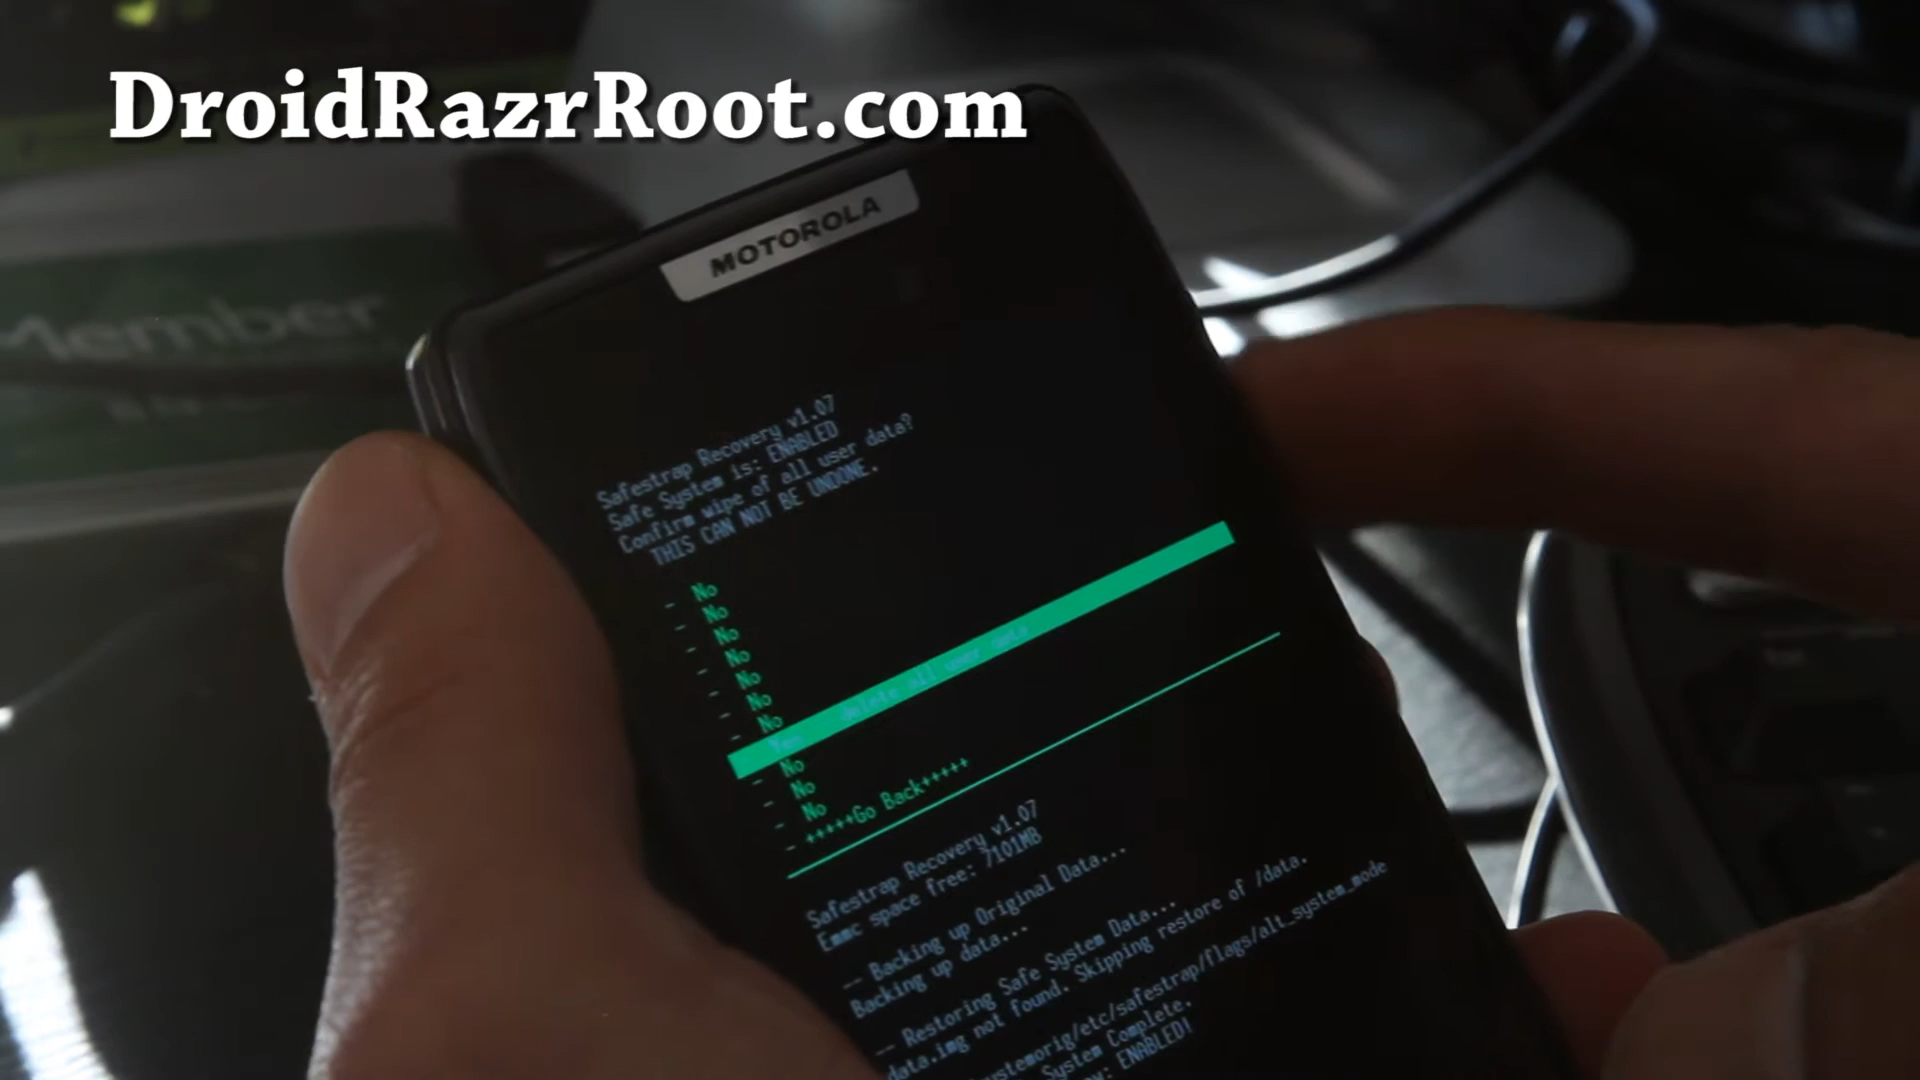 DroidRazrRoot.com
MOTOROLA
Member
Safestrap Recovery v1.07
Safe System is: ENABLED
Confirm wipe of all user data?
THIS CAN NOT BE UNDONE.
- No
- No
- No
- No
- No
- No
- No
Yes delete all user data
- No
- No
- No
- +++++Go Back+++++
Safestrap Recovery v1.07
Emmc space free: 7101MB
-- Backing up Original Data...
Backing up data...
-- Restoring Safe System Data...
data.img not found. Skipping restore of /data.
systemorig/etc/safestrap/flags/alt_system_mode
System Complete.
ENABLED!